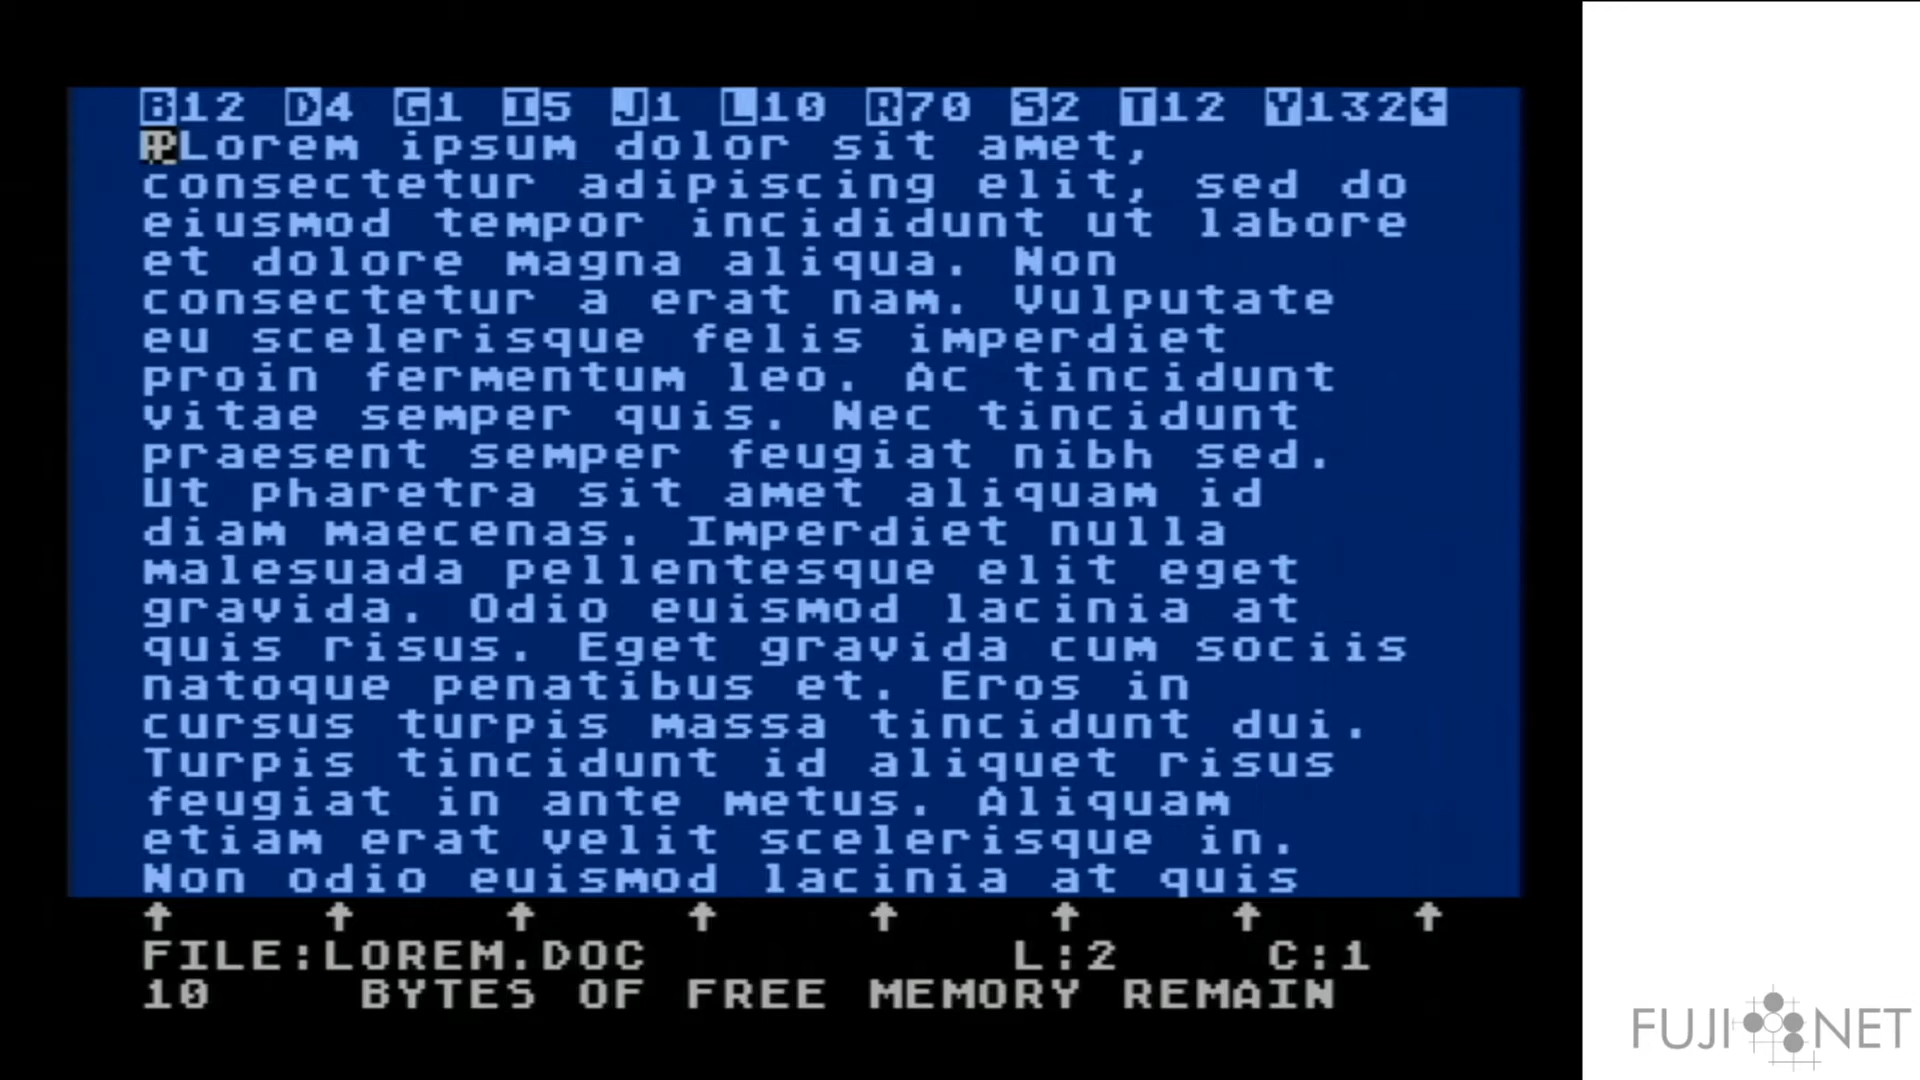 B12 D4 G1 I5 J1 L10 R70 S2 T12 Y132←
PLorem ipsum dolor sit amet,
consectetur adipiscing elit, sed do
eiusmod tempor incididunt ut labore
et dolore magna aliqua. Non
consectetur a erat nam. Vulputate
eu scelerisque felis imperdiet
proin fermentum leo. Ac tincidunt
vitae semper quis. Nec tincidunt
praesent semper feugiat nibh sed.
Ut pharetra sit amet aliquam id
diam maecenas. Imperdiet nulla
malesuada pellentesque elit eget
gravida. Odio euismod lacinia at
quis risus. Eget gravida cum sociis
natoque penatibus et. Eros in
cursus turpis massa tincidunt dui.
Turpis tincidunt id aliquet risus
feugiat in ante metus. Aliquam
etiam erat velit scelerisque in.
Non odio euismod lacinia at quis
FILE:LOREM.DOC L:2 C:1
10 BYTES OF FREE MEMORY REMAIN
FUJINET